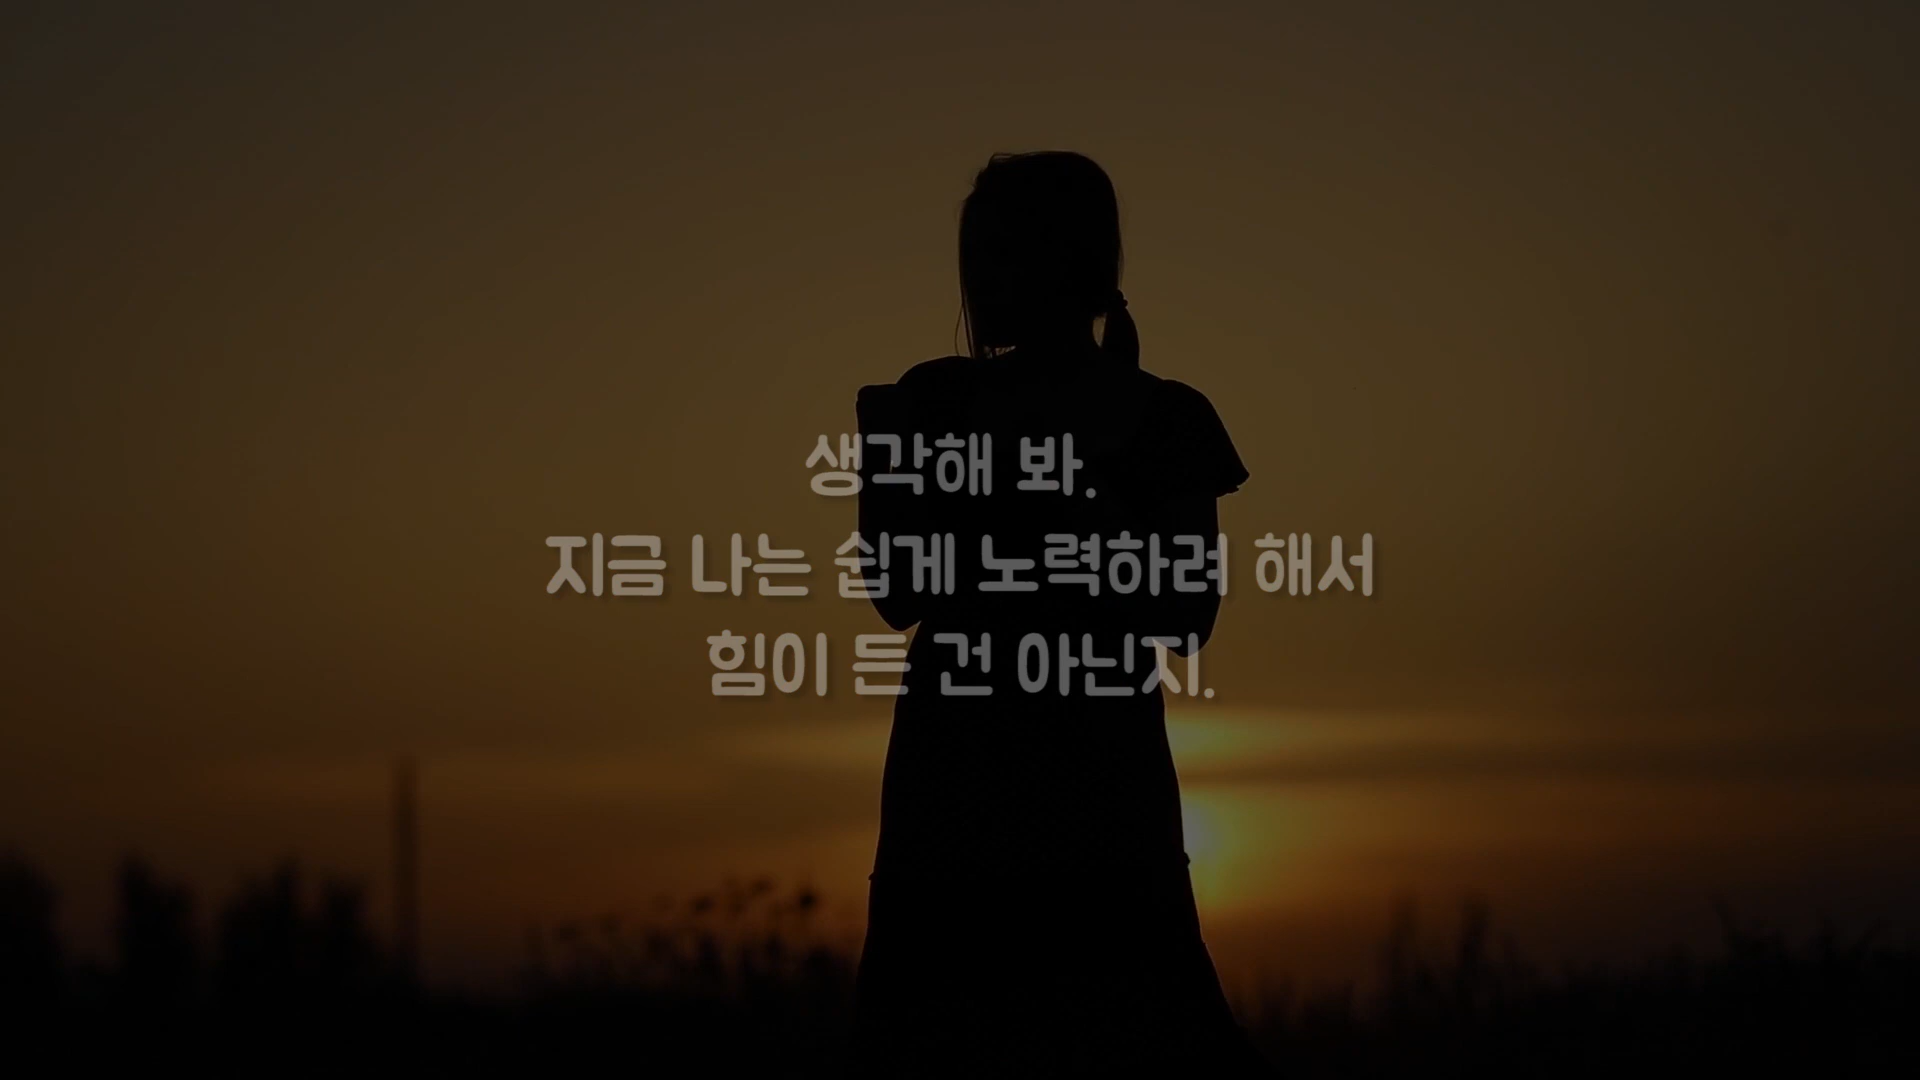 생각해 봐.
지금 나는 쉽게 노력하려 해서
힘이 든 건 아닌지.